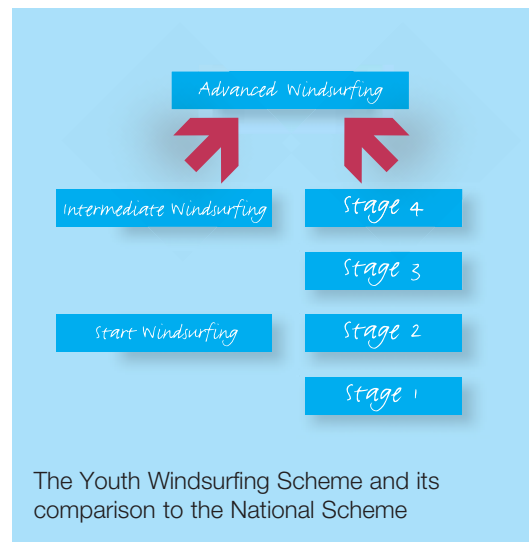 Advanced Windsurfing
Intermediate Windsurfing
Stage 4
Stage 3
Start Windsurfing
Stage 2
Stage 1
The Youth Windsurfing Scheme and its
comparison to the National Scheme